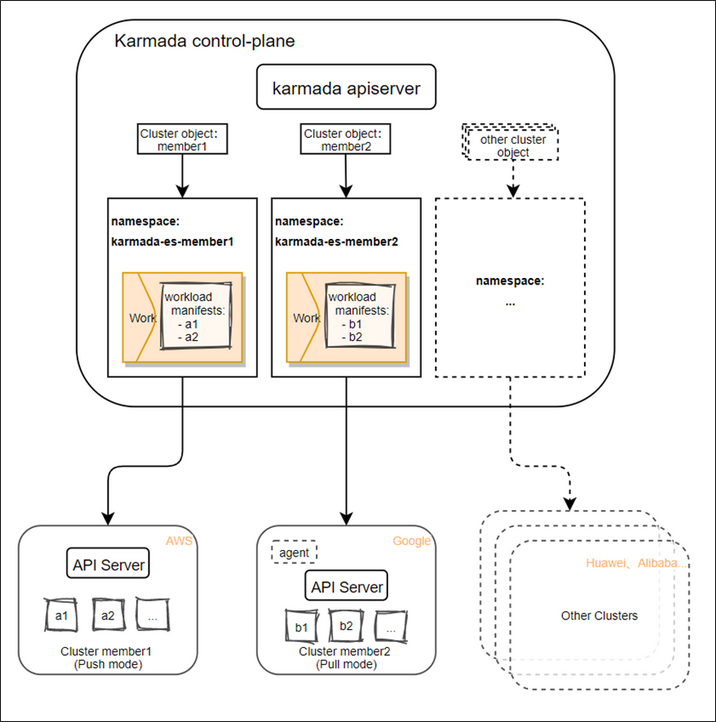 Karmada control-plane
karmada apiserver
Cluster object:
member1
Cluster object:
member2
other cluster
object
namespace:
karmada-es-member1
Work
workload
manifests:
- a1
- a2
namespace:
karmada-es-member2
Work
workload
manifests:
- b1
- b2
namespace:
...
AWS
API Server
a1
a2
...
Cluster member1
(Push mode)
Google
agent
API Server
b1
b2
...
Cluster member2
(Pull mode)
Huawei、Alibaba...
Other Clusters